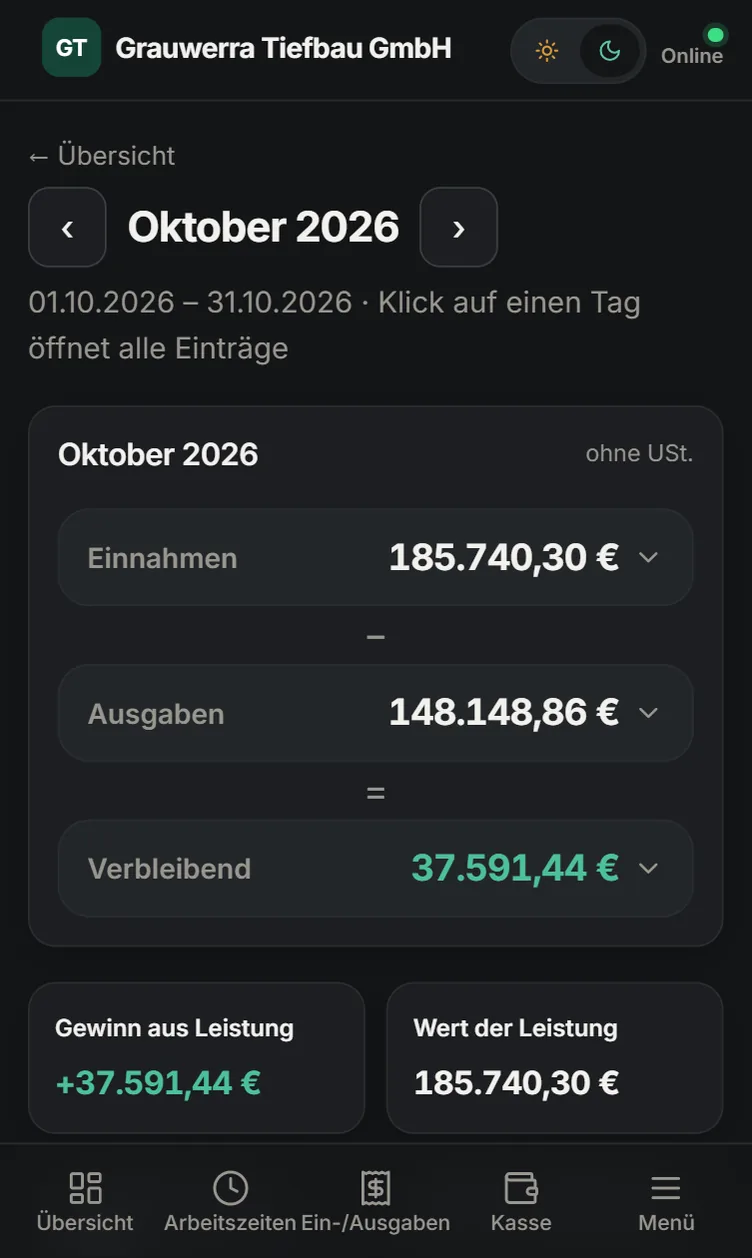 GT Grauwerra Tiefbau GmbH
Online
← Übersicht
‹ Oktober 2026 ›
01.10.2026 – 31.10.2026 · Klick auf einen Tag
öffnet alle Einträge
Oktober 2026 ohne USt.
Einnahmen 185.740,30 €
–
Ausgaben 148.148,86 €
=
Verbleibend 37.591,44 €
Gewinn aus Leistung
+37.591,44 €
Wert der Leistung
185.740,30 €
Übersicht Arbeitszeiten Ein-/Ausgaben Kasse Menü